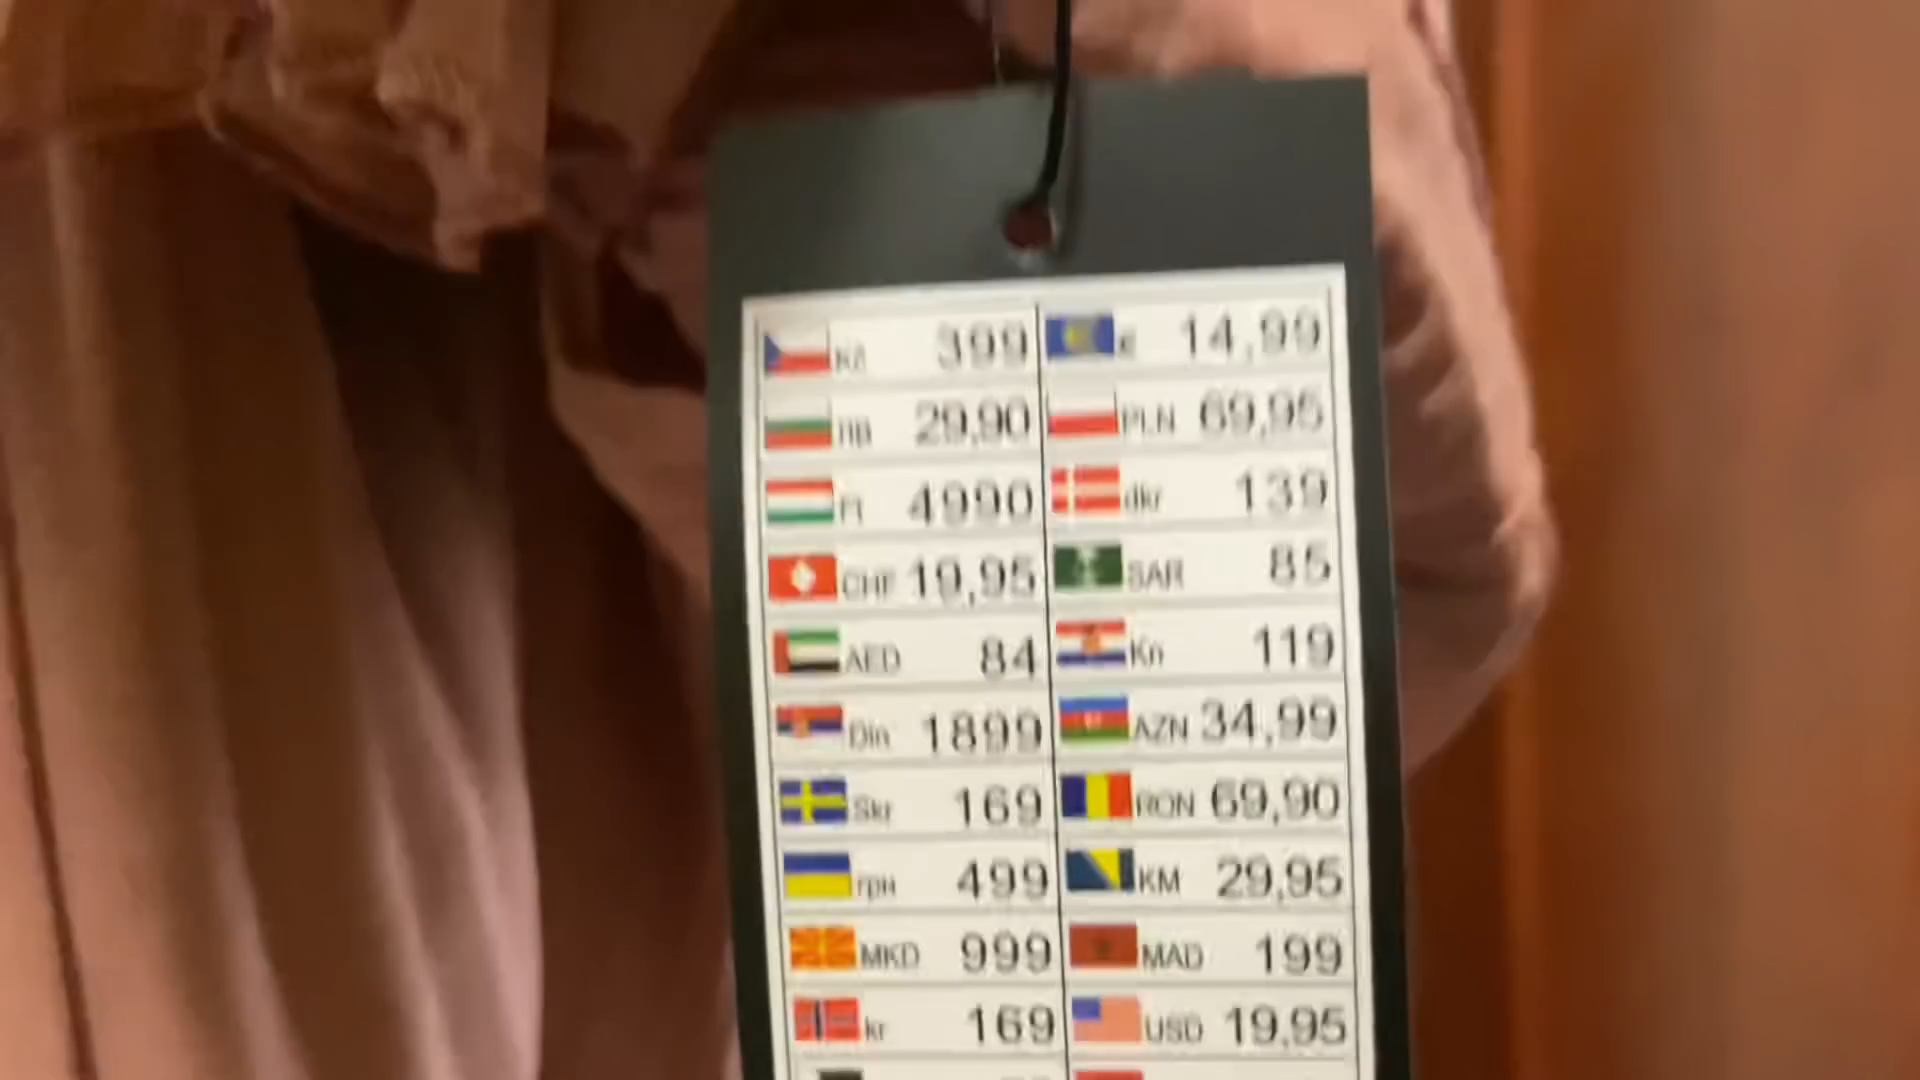 Kč 399 € 14,99
ЛВ 29,90 PLN 69,95
Ft 4990 dkr 139
CHF 19,95 SAR 85
AED 84 Kn 119
Din 1899 AZN 34,99
Skr 169 RON 69,90
грн 499 KM 29,95
MKD 999 MAD 199
kr 169 USD 19,95